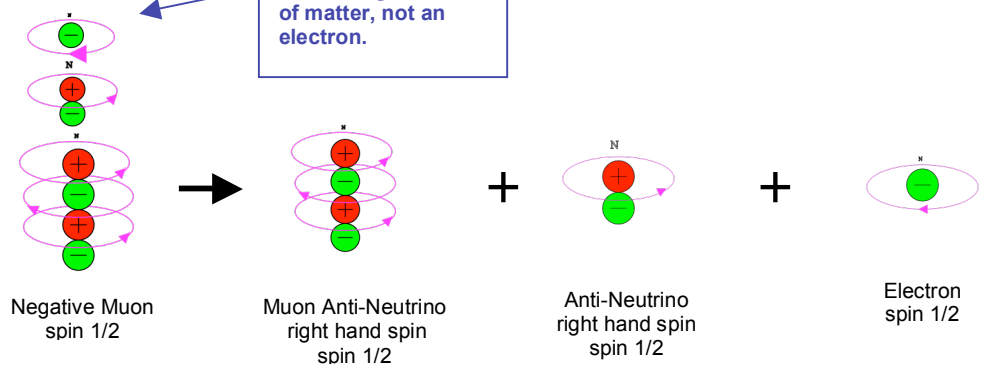 of matter, not an
electron.
N
N
N
N
N
N
+
−
+
−
+
−
+
−
+
−
+
−
+
−
+
−
−
Negative Muon
spin 1/2
Muon Anti-Neutrino
right hand spin
spin 1/2
Anti-Neutrino
right hand spin
spin 1/2
Electron
spin 1/2